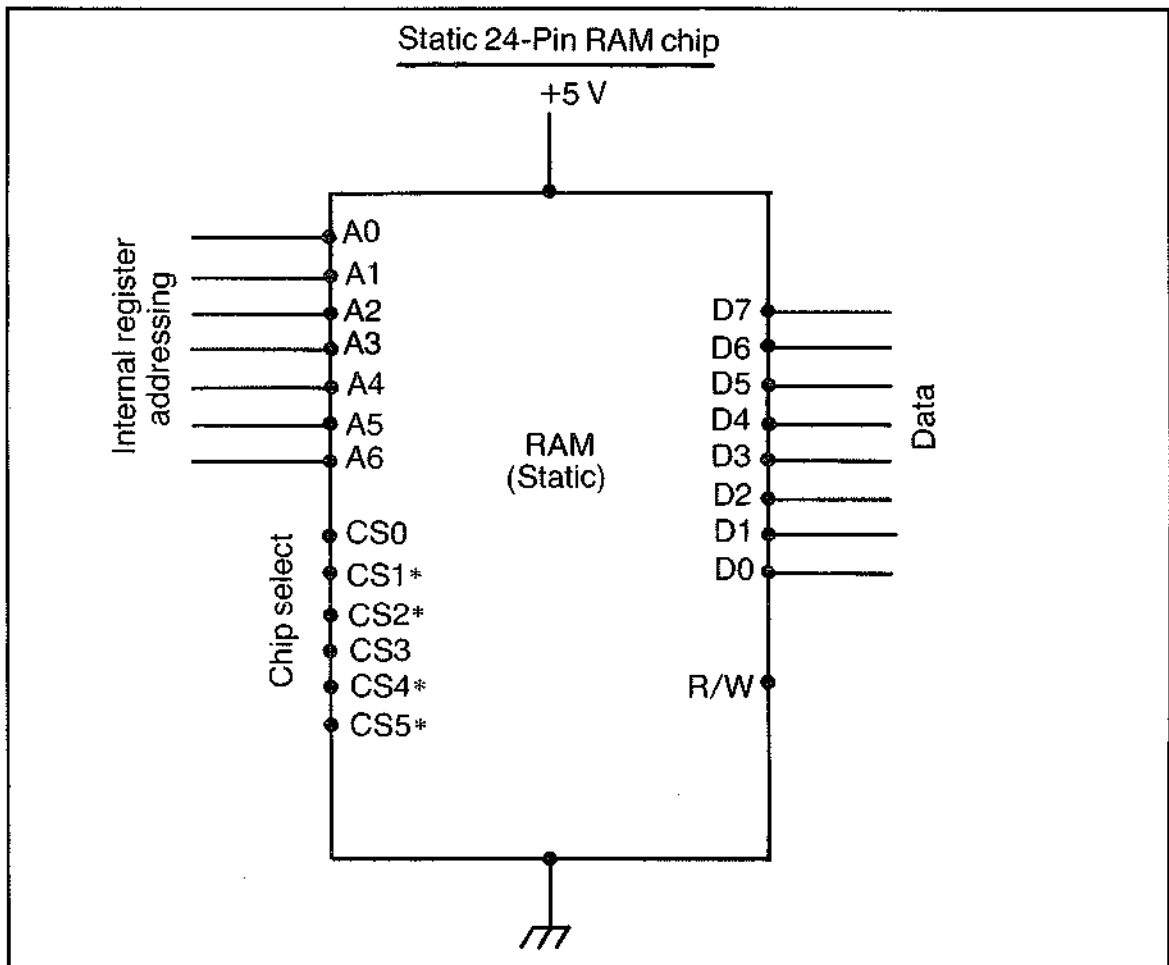 Static 24-Pin RAM chip
+5 V
Internal register
addressing
A0
A1
A2
A3
A4
A5
A6
Chip select
CS0
CS1*
CS2*
CS3
CS4*
CS5*
RAM
(Static)
D7
D6
D5
D4
D3
D2
D1
D0
Data
R/W